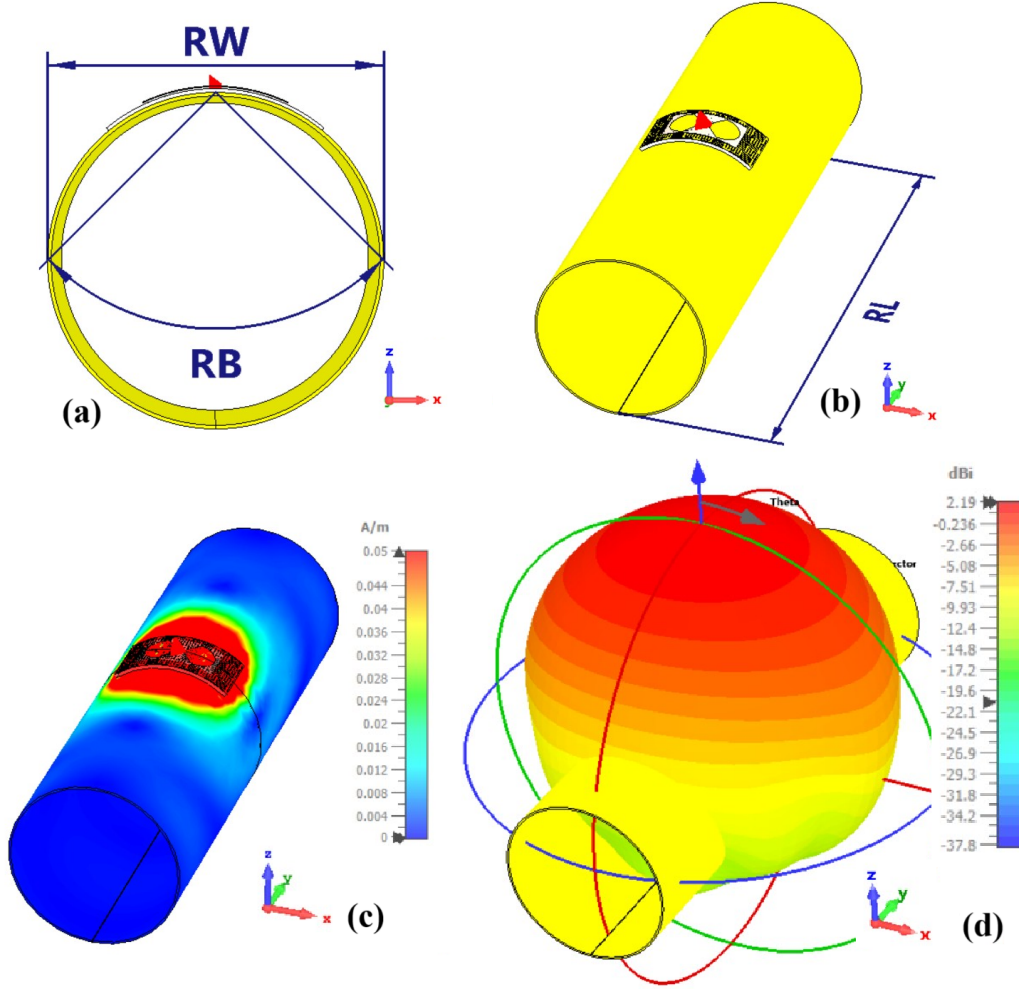 RW
RB
z
y
x
(a)
RL
z
y
x
(b)
A/m
0.05
0.044
0.04
0.036
0.032
0.028
0.024
0.02
0.016
0.012
0.008
0.004
0
z
y
x
(c)
Theta
ctor
dBi
2.19
-0.236
-2.66
-5.08
-7.51
-9.93
-12.4
-14.8
-17.2
-19.6
-22.1
-24.5
-26.9
-29.3
-31.8
-34.2
-37.8
z
y
x
(d)